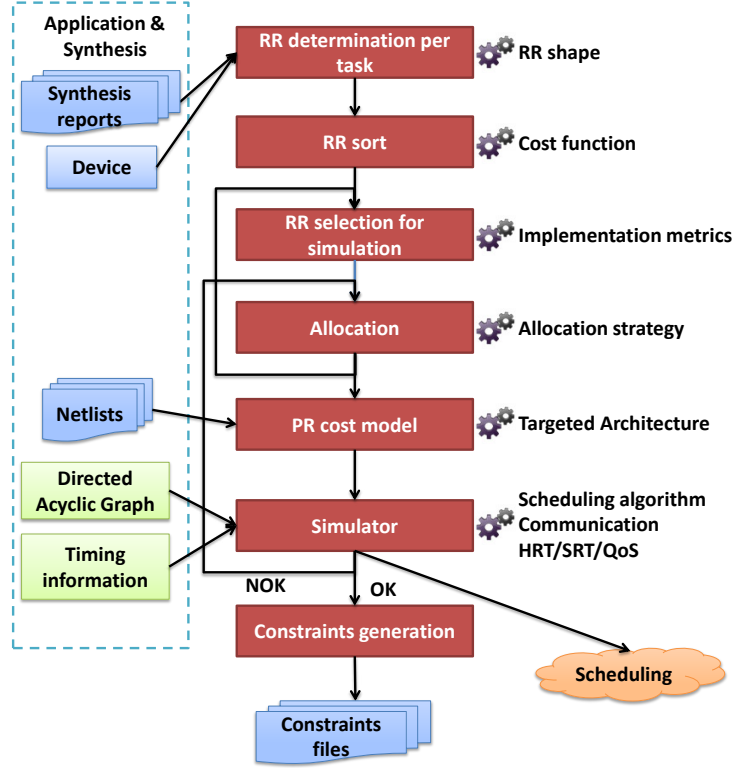 Application &
Synthesis
RR determination per
task
RR shape
Synthesis
reports
Device
RR sort
Cost function
RR selection for
simulation
Implementation metrics
Allocation
Allocation strategy
Netlists
PR cost model
Targeted Architecture
Directed
Acyclic Graph
Simulator
Scheduling algorithm
Communication
HRT/SRT/QoS
Timing
information
NOK
OK
Constraints generation
Scheduling
Constraints
files